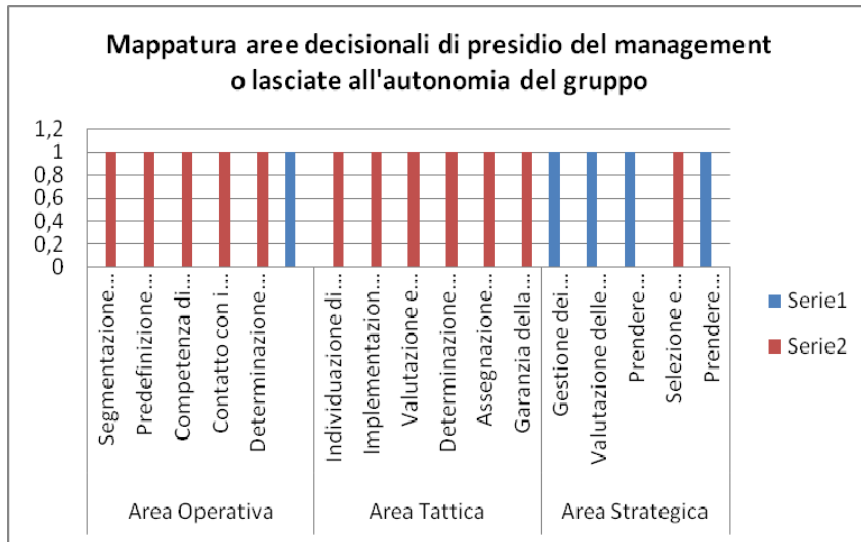 Mappatura aree decisionali di presidio del management
o lasciate all'autonomia del gruppo
1,2
1
0,8
0,6
0,4
0,2
0
Segmentazione...
Predefinizione...
Competenza di...
Contatto con i...
Determinazione...
Individuazione di...
Implementazion...
Valutazione e...
Determinazione...
Assegnazione...
Garanzia della...
Gestione dei...
Valutazione delle...
Prendere...
Selezione e...
Prendere...
Area Operativa
Area Tattica
Area Strategica
Serie1
Serie2